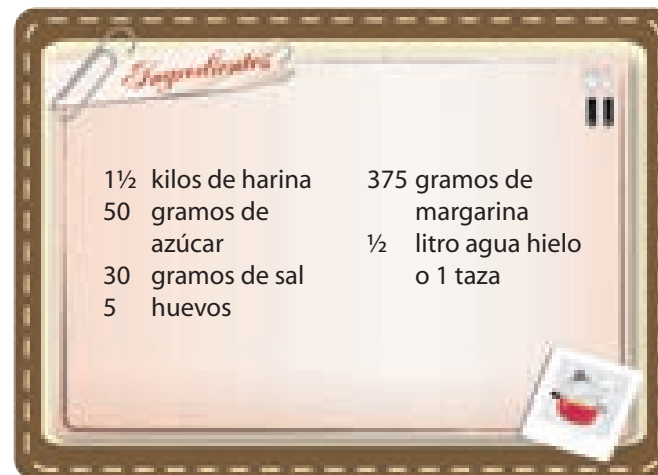 Ingredientes
1½ kilos de harina
50 gramos de
azúcar
30 gramos de sal
5 huevos
375 gramos de
margarina
½ litro agua hielo
o 1 taza